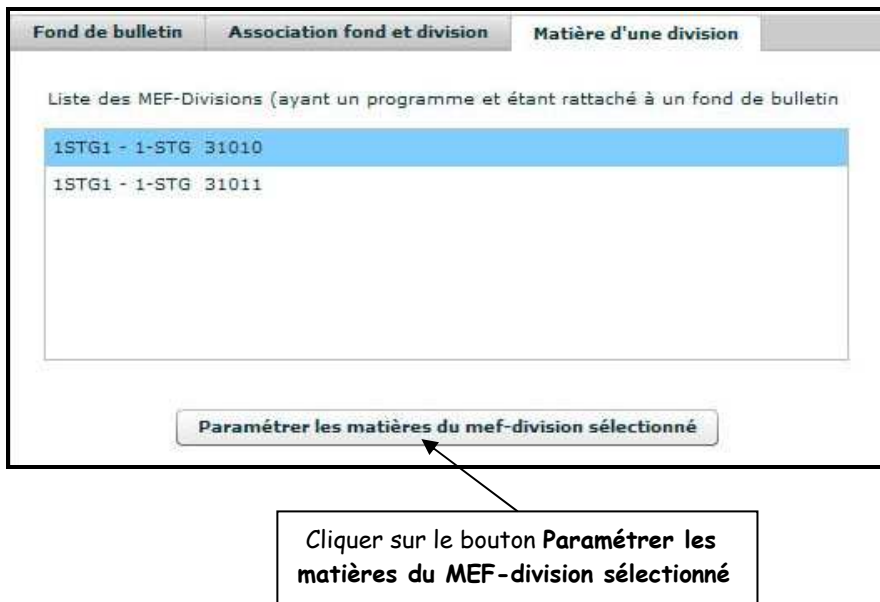 Fond de bulletin Association fond et division Matière d'une division
Liste des MEF-Divisions (ayant un programme et étant rattaché à un fond de bulletin
1STG1 - 1-STG 31010
1STG1 - 1-STG 31011
Paramétrer les matières du mef-division sélectionné
Cliquer sur le bouton Paramétrer les
matières du MEF-division sélectionné